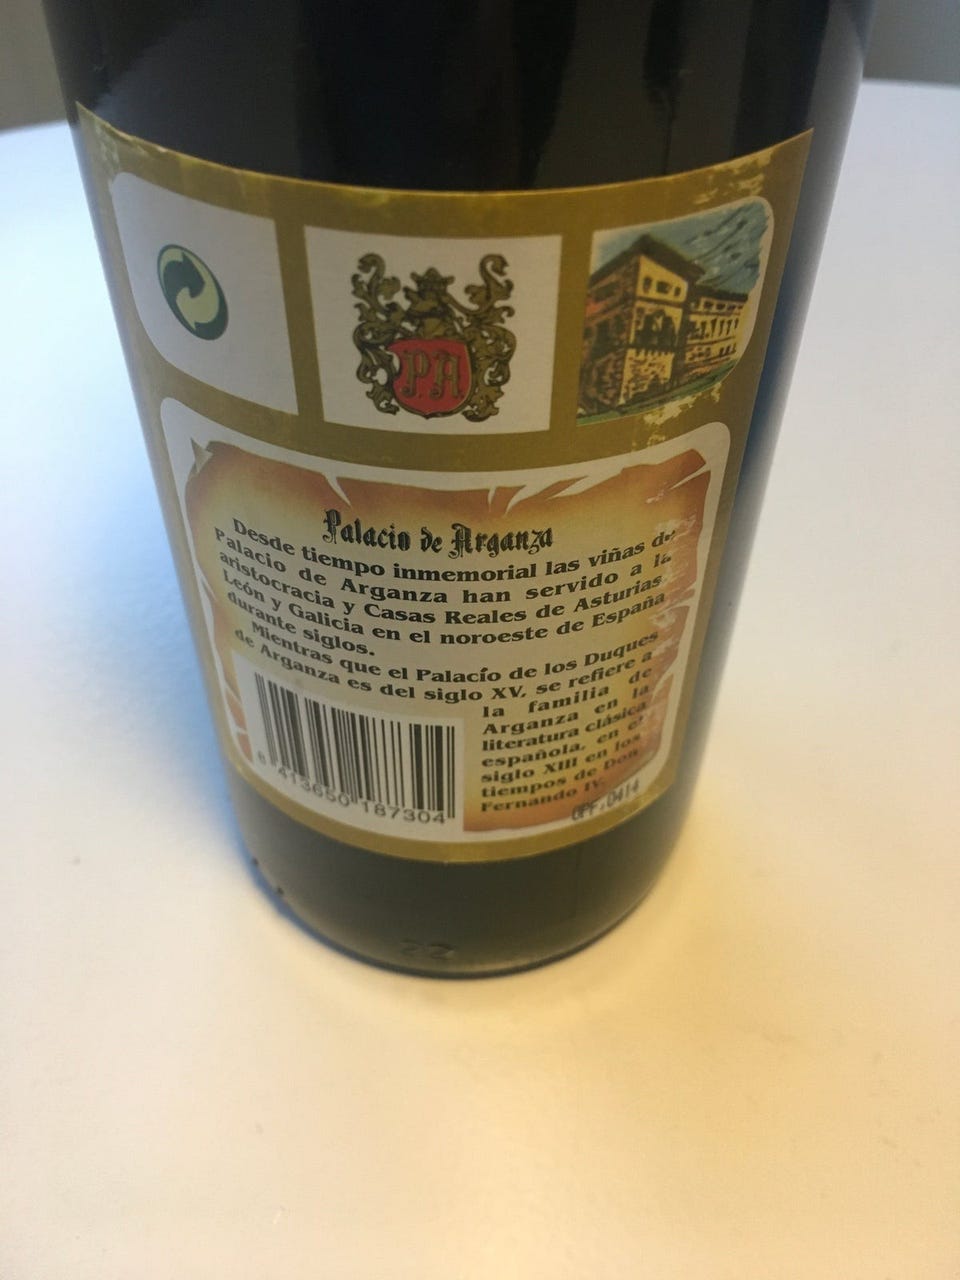 P.A
Palacio de Arganza
Desde tiempo inmemorial las viñas de
Palacio de Arganza han servido a la
aristocracia y Casas Reales de Asturias
León y Galicia en el noroeste de España
durante siglos.
Mientras que el Palacío de los Duques
de Arganza es del siglo XV, se refiere a
la familia de
Arganza en la
literatura clásica
española, en el
siglo XIII en los
tiempos de Don
Fernando IV.
8 413650 187304
OPF.0414
22